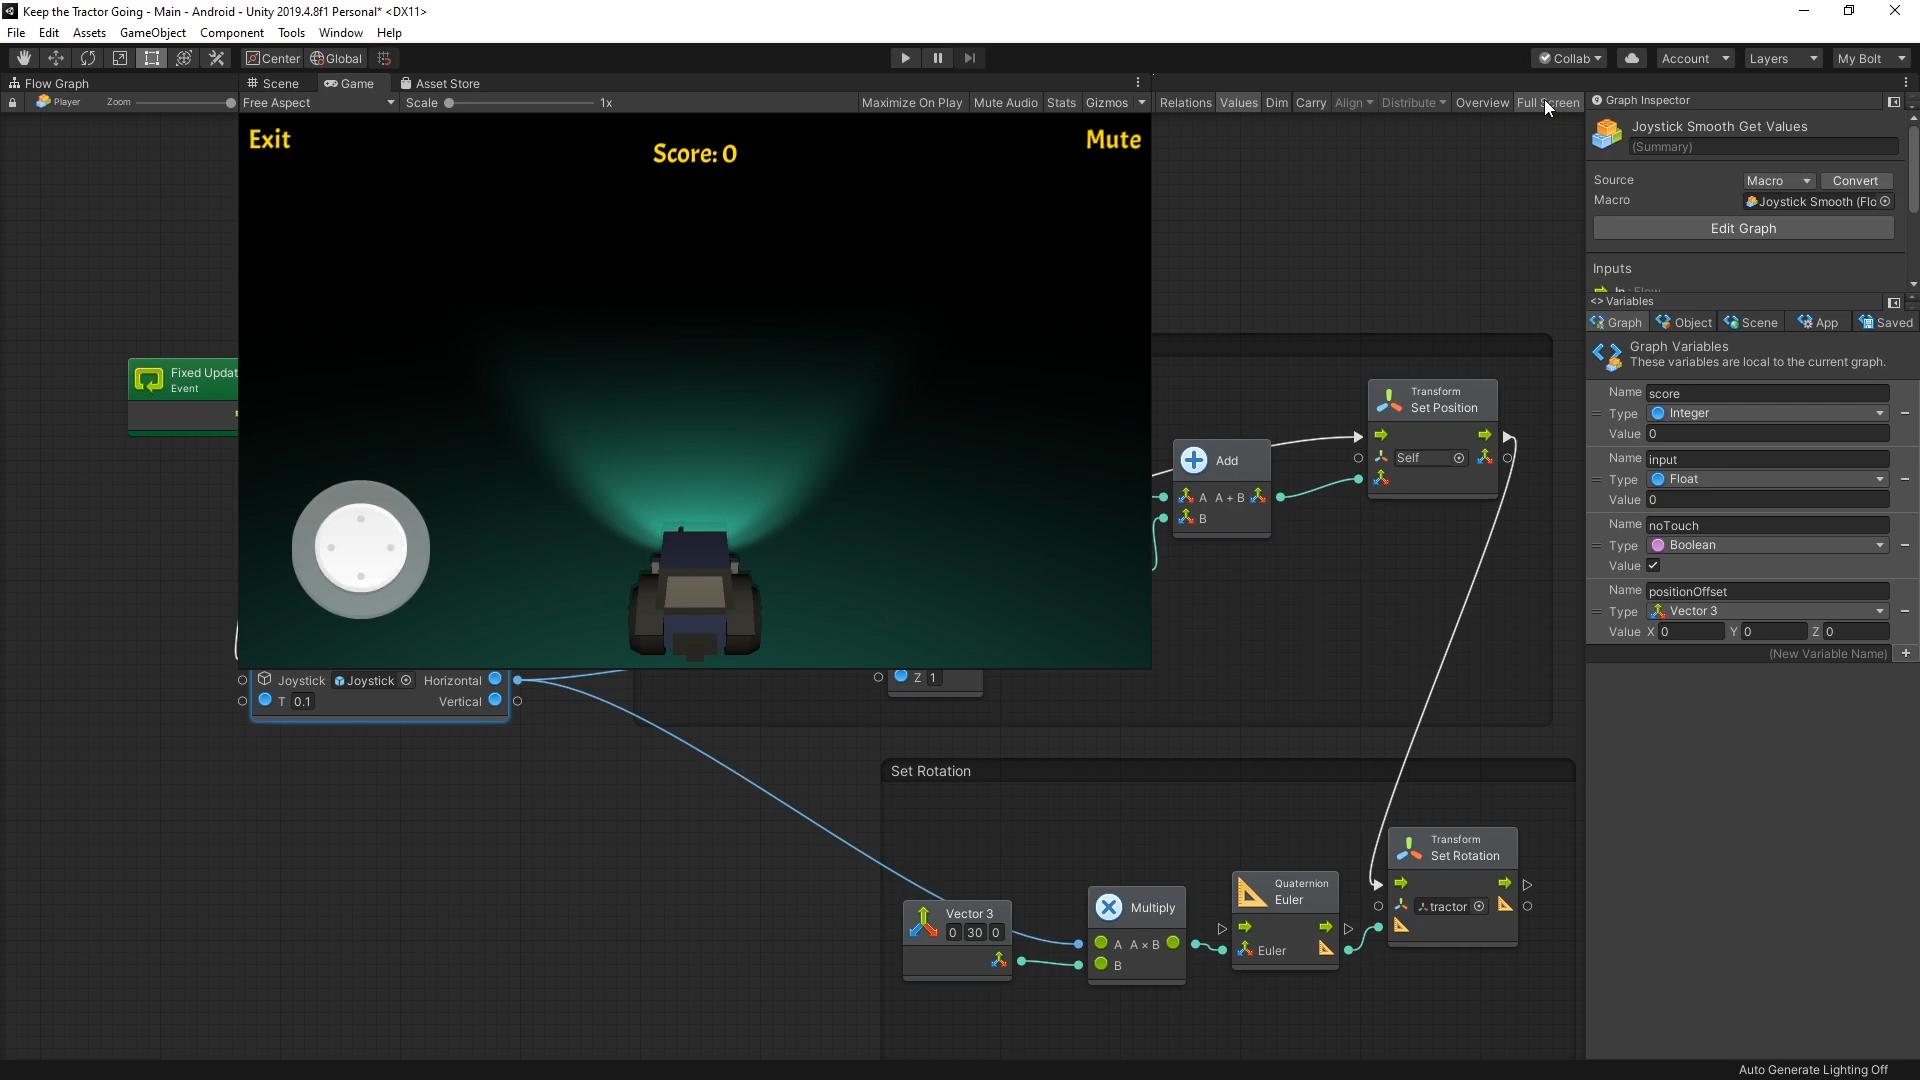 Keep the Tractor Going - Main - Android - Unity 2019.4.8f1 Personal* <DX11>
File Edit Assets GameObject Component Tools Window Help
Center Global Collab Account Layers My Bolt
Flow Graph Scene Game Asset Store
Player Zoom Free Aspect Scale 1x Maximize On Play Mute Audio Stats Gizmos Relations Values Dim Carry Align Distribute Overview Full Screen
Graph Inspector
Joystick Smooth Get Values
(Summary)
Source Macro Convert
Macro Joystick Smooth (Flo
Edit Graph
Inputs
<> Variables
Graph Object Scene App Saved
Graph Variables
These variables are local to the current graph.
Name score
Type Integer
Value 0
Name input
Type Float
Value 0
Name noTouch
Type Boolean
Value
Name positionOffset
Type Vector 3
Value X 0 Y 0 Z 0
(New Variable Name)
Exit
Score: 0
Mute
Fixed Updat
Event
Transform
Set Position
Self
Add
A A + B
B
Joystick Joystick Horizontal
T 0.1 Vertical
Z 1
Set Rotation
Vector 3
0 30 0
Multiply
A A × B
B
Quaternion
Euler
Euler
Transform
Set Rotation
tractor
Auto Generate Lighting Off